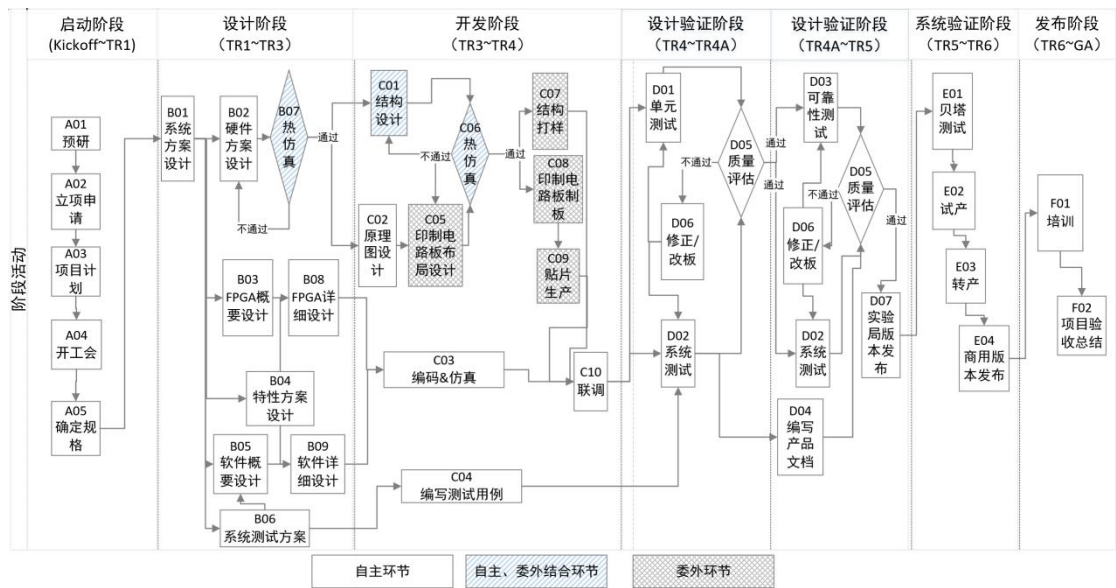 启动阶段
(Kickoff~TR1)
设计阶段
（TR1~TR3）
开发阶段
（TR3~TR4）
设计验证阶段
（TR4~TR4A）
设计验证阶段
（TR4A~TR5）
系统验证阶段
（TR5~TR6）
发布阶段
（TR6~GA）
阶段活动
A01
预研
A02
立项申
请
A03
项目计
划
A04
开工会
A05
确定规
格
B01
系统
方案
设计
B02
硬件
方案
设计
B07
热
仿
真
通过
不通过
B03
FPGA概
要设计
B08
FPGA详
细设计
B04
特性方案
设计
B05
软件概
要设计
B09
软件详
细设计
B06
系统测试方案
C01
结构
设计
C06
热
仿
真
不通过
通过
C07
结构
打样
C08
印制电
路板制
板
C02
原理
图设
计
C05
印制电
路板布
局设计
C09
贴片
生产
C03
编码&仿真
C10
联调
C04
编写测试用例
D01
单元
测试
D05
质量
评估
不通过
通过
通过
D06
修正/
改板
D02
系统
测试
D03
可靠
性测
试
D05
质量
评估
不通过
通过
D06
修正/
改板
D02
系统
测试
D07
实验
局版
本发
布
D04
编写
产品
文档
E01
贝塔
测试
E02
试产
E03
转产
E04
商用版
本发布
F01
培训
F02
项目验
收总结
自主环节
自主、委外结合环节
委外环节